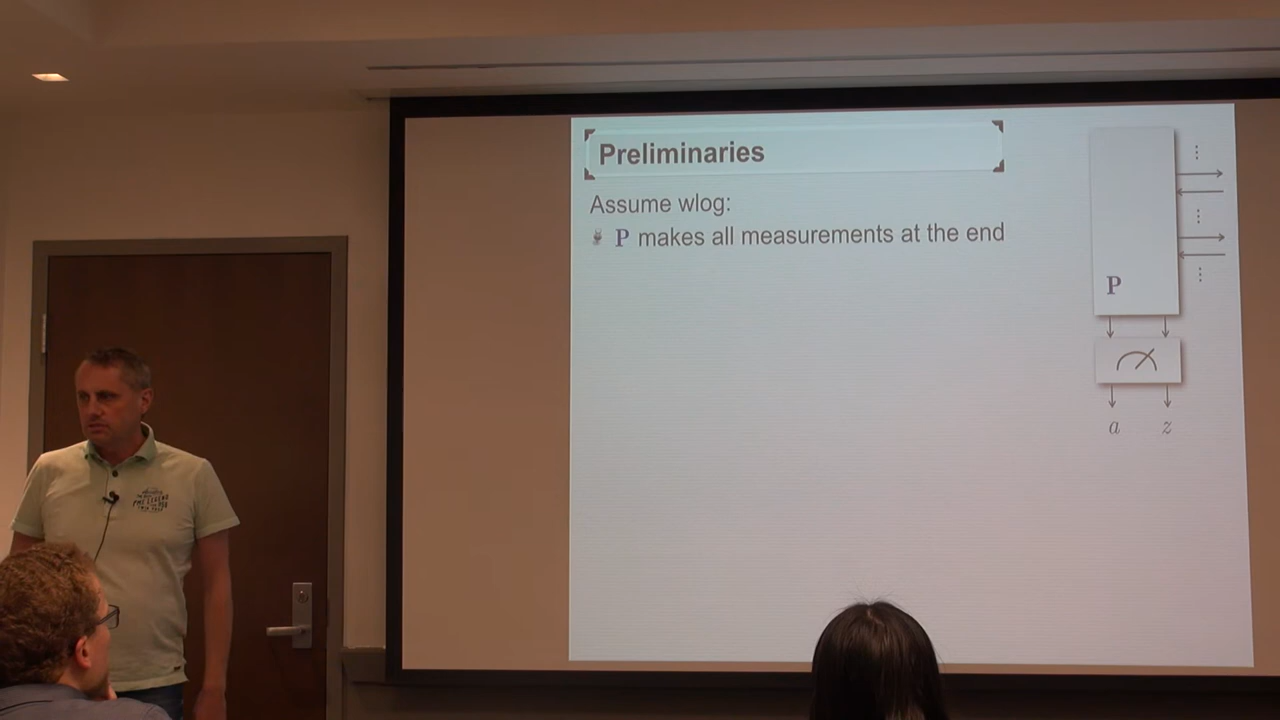 Preliminaries
Assume wlog:
P makes all measurements at the end
P
a z